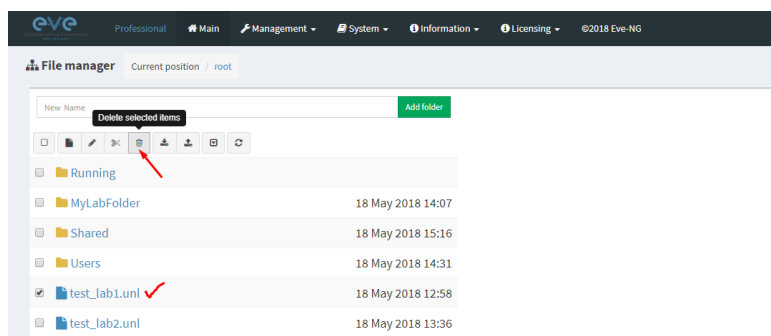 eve
Professional Main Management System Information Licensing ©2018 Eve-NG
File manager Current position / root
New Name Add folder
Delete selected items
Running
MyLabFolder 18 May 2018 14:07
Shared 18 May 2018 15:16
Users 18 May 2018 14:31
test_lab1.unl 18 May 2018 12:58
test_lab2.unl 18 May 2018 13:36